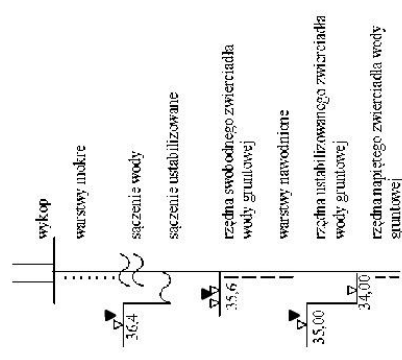 wykop
warstwy mokre
sączenie wody
sączenie ustabilizowane
36,4
rzędna swobodnego zwierciadła
wody gruntowej
35,6
warstwy nawodnione
rzędna ustabilizowanego zwierciadła
wody gruntowej
35,00
rzędna napiętego zwierciadła wody
gruntowej
34,00